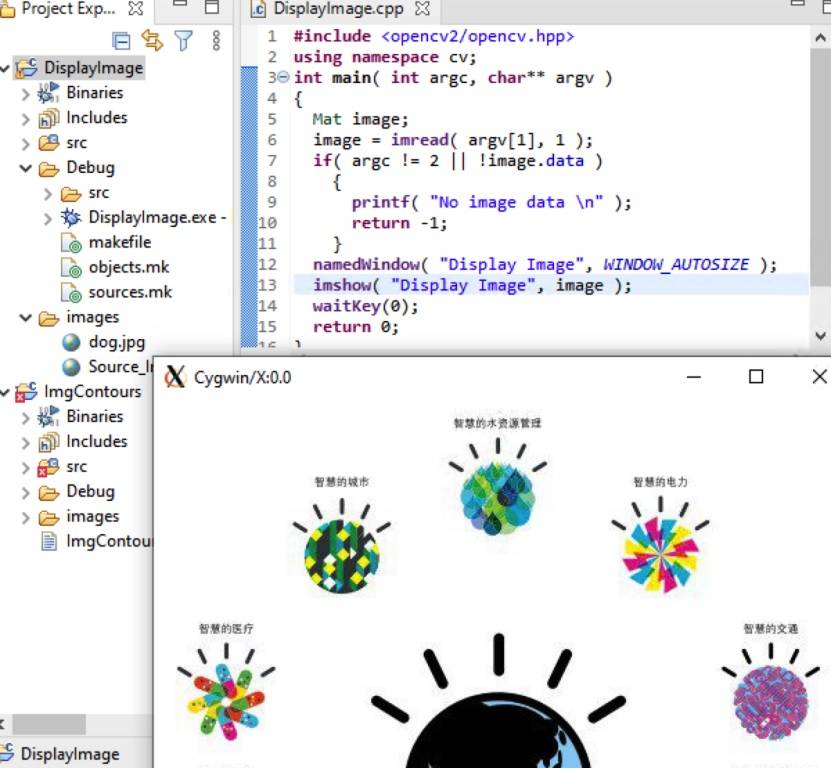 Project Exp...
DisplayImage
Binaries
Includes
src
Debug
src
DisplayImage.exe -
makefile
objects.mk
sources.mk
images
dog.jpg
ImgContours
Binaries
Includes
src
Debug
images
DisplayImage
DisplayImage.cpp
1 #include <opencv2/opencv.hpp>
2 using namespace cv;
3 int main( int argc, char** argv )
4 {
5 Mat image;
6 image = imread( argv[1], 1 );
7 if( argc != 2 || !image.data )
8 {
9 printf( "No image data \n" );
10 return -1;
11 }
12 namedWindow( "Display Image", WINDOW_AUTOSIZE );
13 imshow( "Display Image", image );
14 waitKey(0);
15 return 0;
16 }
Cygwin/X:0.0
智慧的水资源管理
智慧的城市
智慧的电力
智慧的医疗
智慧的交通